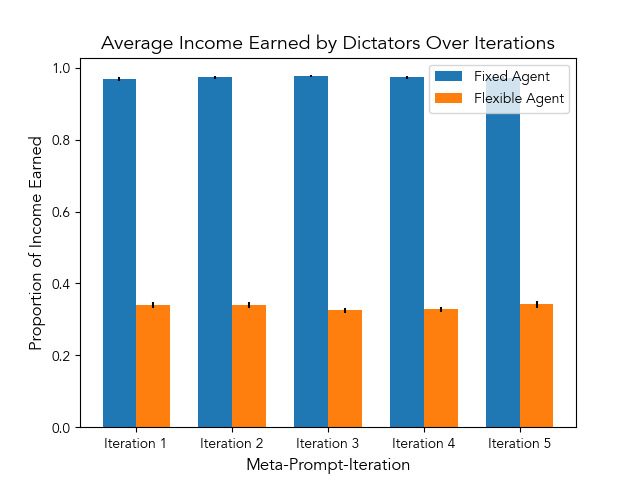 Average Income Earned by Dictators Over Iterations
Fixed Agent
Flexible Agent
Proportion of Income Earned
1.0
0.8
0.6
0.4
0.2
0.0
Iteration 1 Iteration 2 Iteration 3 Iteration 4 Iteration 5
Meta-Prompt-Iteration